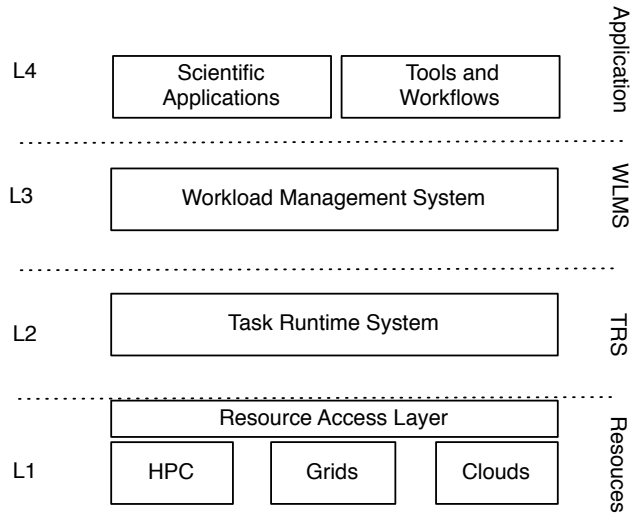 Application
L4
Scientific
Applications
Tools and
Workflows
WLMS
L3
Workload Management System
TRS
L2
Task Runtime System
Resouces
Resource Access Layer
L1
HPC
Grids
Clouds